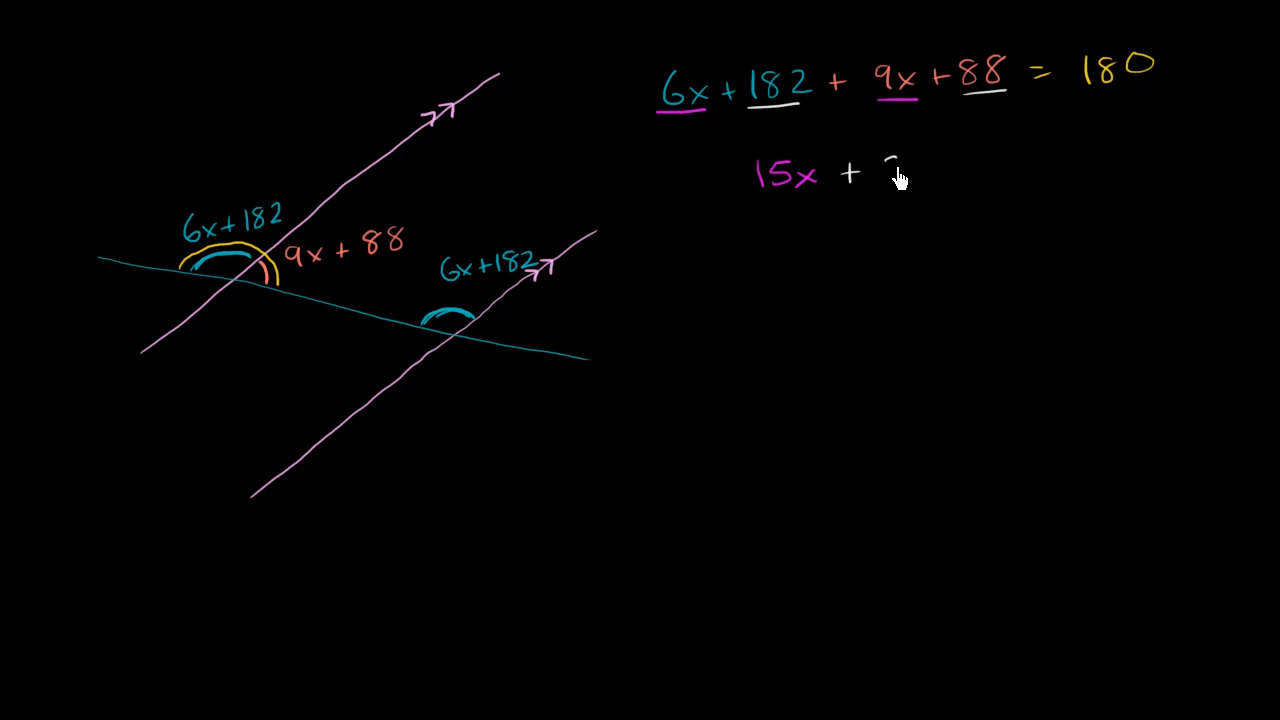 6x + 182 + 9x + 88 = 180
15x +
6x + 182
9x + 88
6x + 182